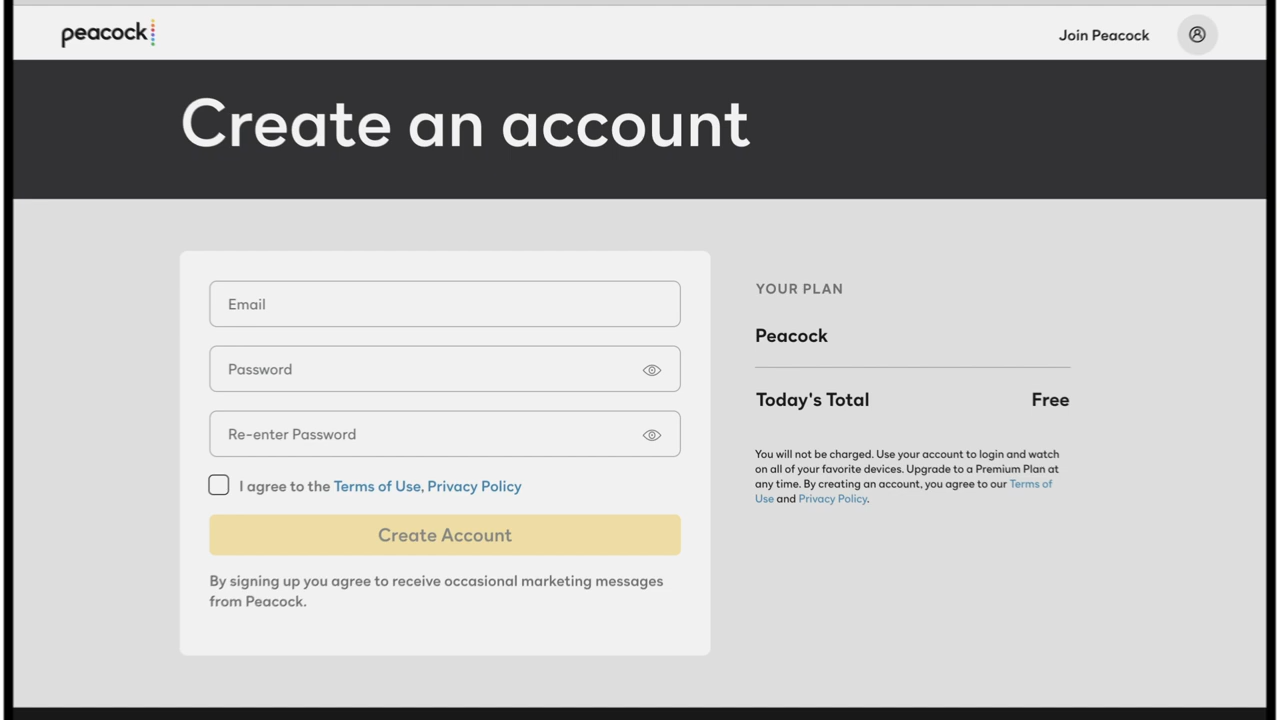 peacock
Join Peacock
Create an account
Email
Password
Re-enter Password
I agree to the Terms of Use, Privacy Policy
Create Account
By signing up you agree to receive occasional marketing messages
from Peacock.
YOUR PLAN
Peacock
Today's Total Free
You will not be charged. Use your account to login and watch
on all of your favorite devices. Upgrade to a Premium Plan at
any time. By creating an account, you agree to our Terms of
Use and Privacy Policy.